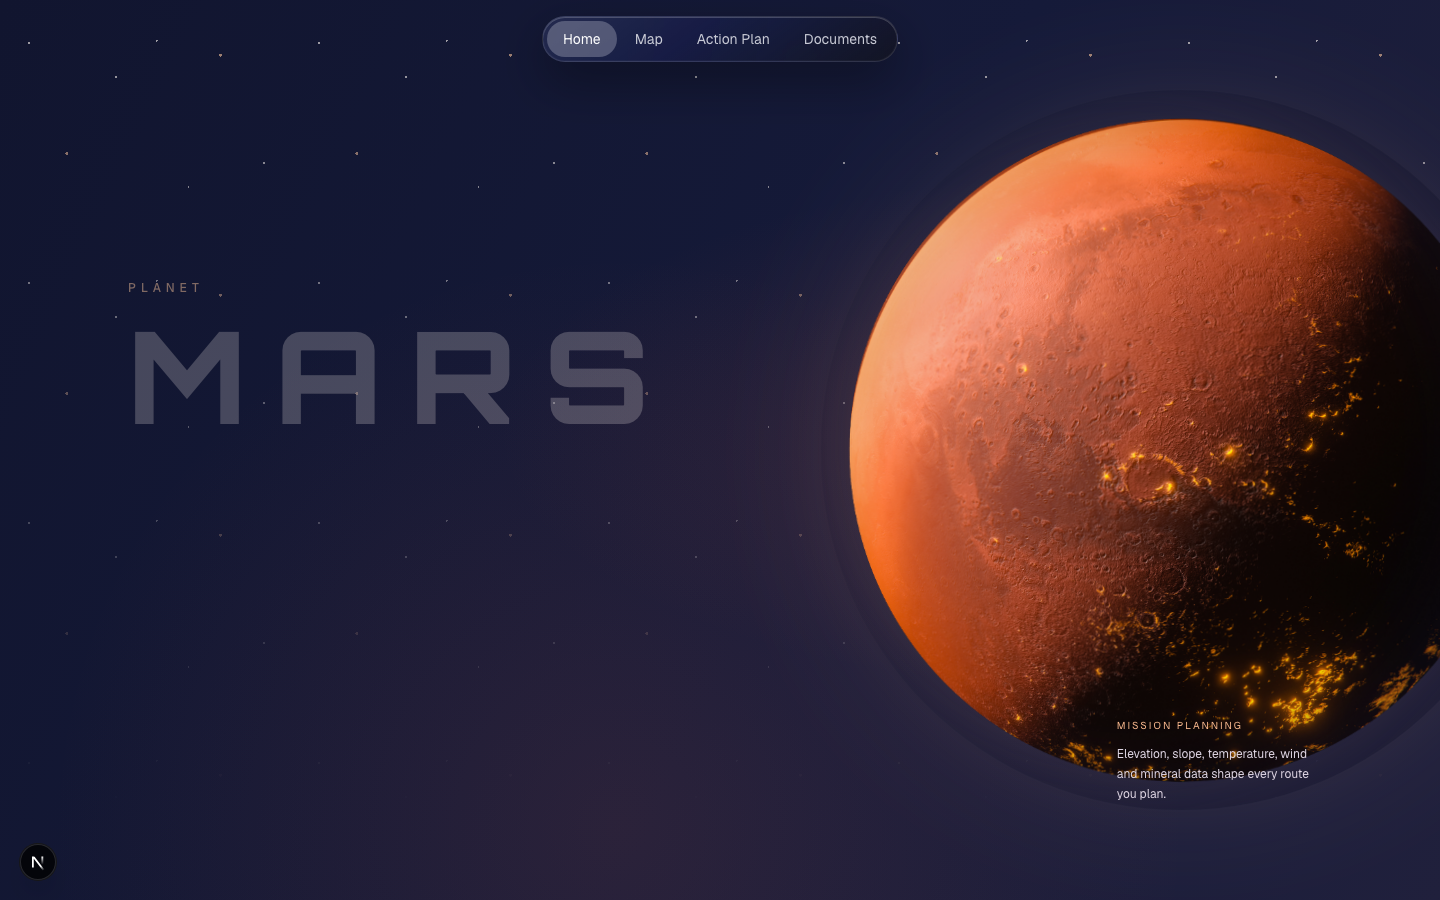 Home Map Action Plan Documents
PLANET
MARS
MISSION PLANNING
Elevation, slope, temperature, wind
and mineral data shape every route
you plan.
N